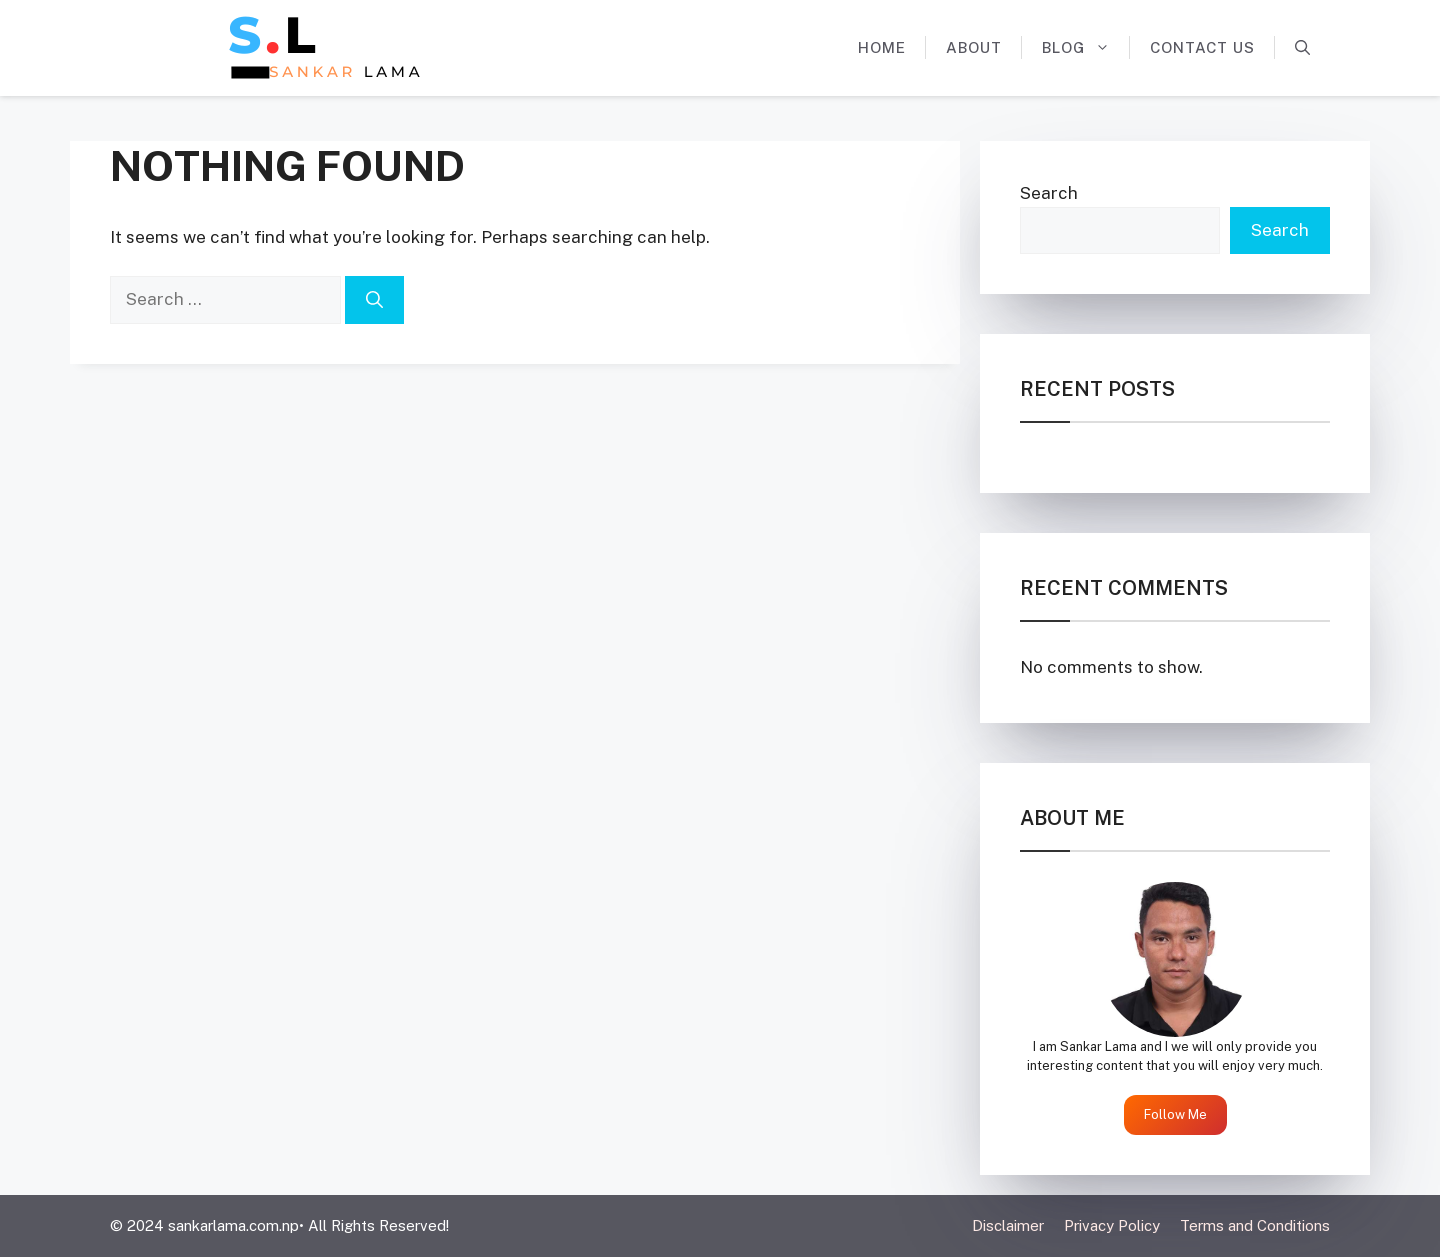 S.L
SANKAR LAMA
HOME
ABOUT
BLOG
CONTACT US
NOTHING FOUND
It seems we can’t find what you’re looking for. Perhaps searching can help.
Search …
Search
Search
RECENT POSTS
RECENT COMMENTS
No comments to show.
ABOUT ME
I am Sankar Lama and I we will only provide you
interesting content that you will enjoy very much.
Follow Me
© 2024 sankarlama.com.np• All Rights Reserved!
Disclaimer
Privacy Policy
Terms and Conditions